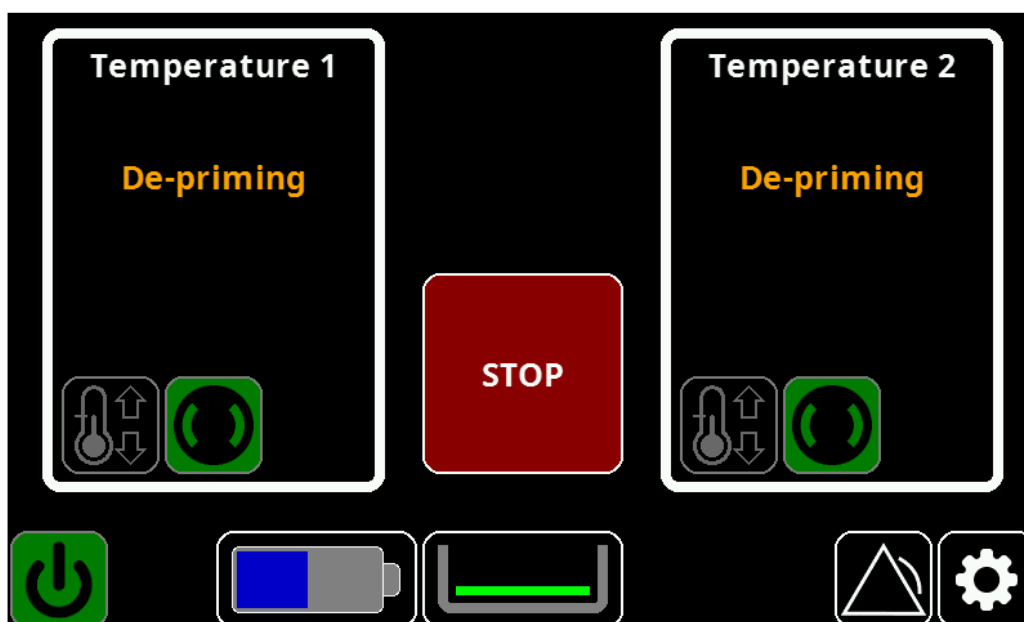 Temperature 1
De-priming
Temperature 2
De-priming
STOP